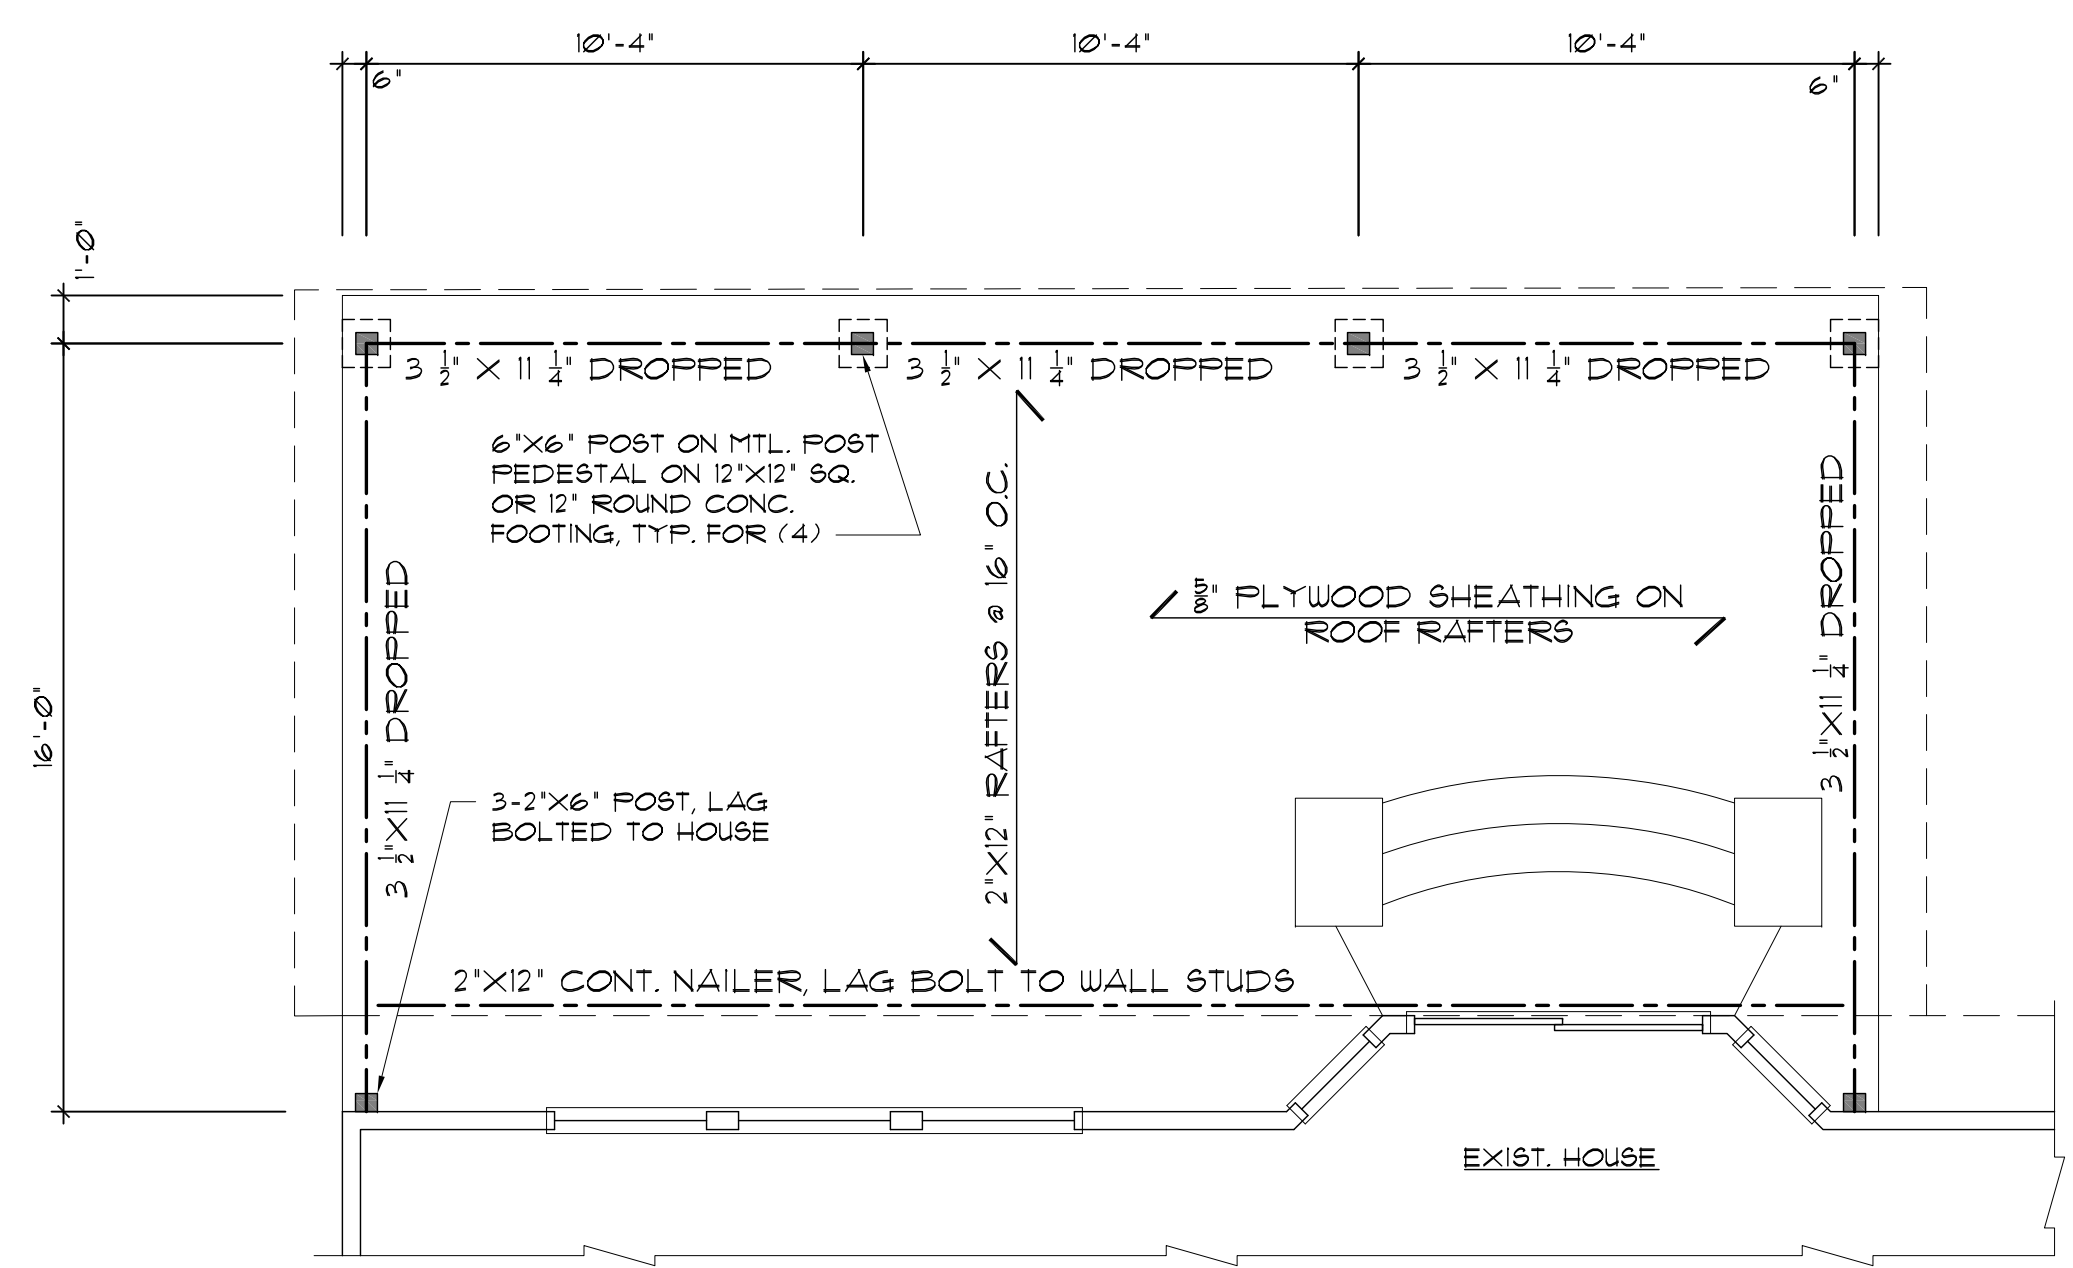 10'-4"
10'-4"
10'-4"
6"
6"
1'-0"
16'-0"
3 1/2" X 11 1/4" DROPPED
3 1/2" X 11 1/4" DROPPED
3 1/2" X 11 1/4" DROPPED
6"X6" POST ON MTL. POST
PEDESTAL ON 12"X12" SQ.
OR 12" ROUND CONC.
FOOTING, TYP. FOR (4)
2"X12" RAFTERS @ 16" O.C.
5/8" PLYWOOD SHEATHING ON
ROOF RAFTERS
3 1/2"X11 1/4" DROPPED
3 1/2"X11 1/4" DROPPED
3-2"X6" POST, LAG
BOLTED TO HOUSE
2"X12" CONT. NAILER, LAG BOLT TO WALL STUDS
EXIST. HOUSE